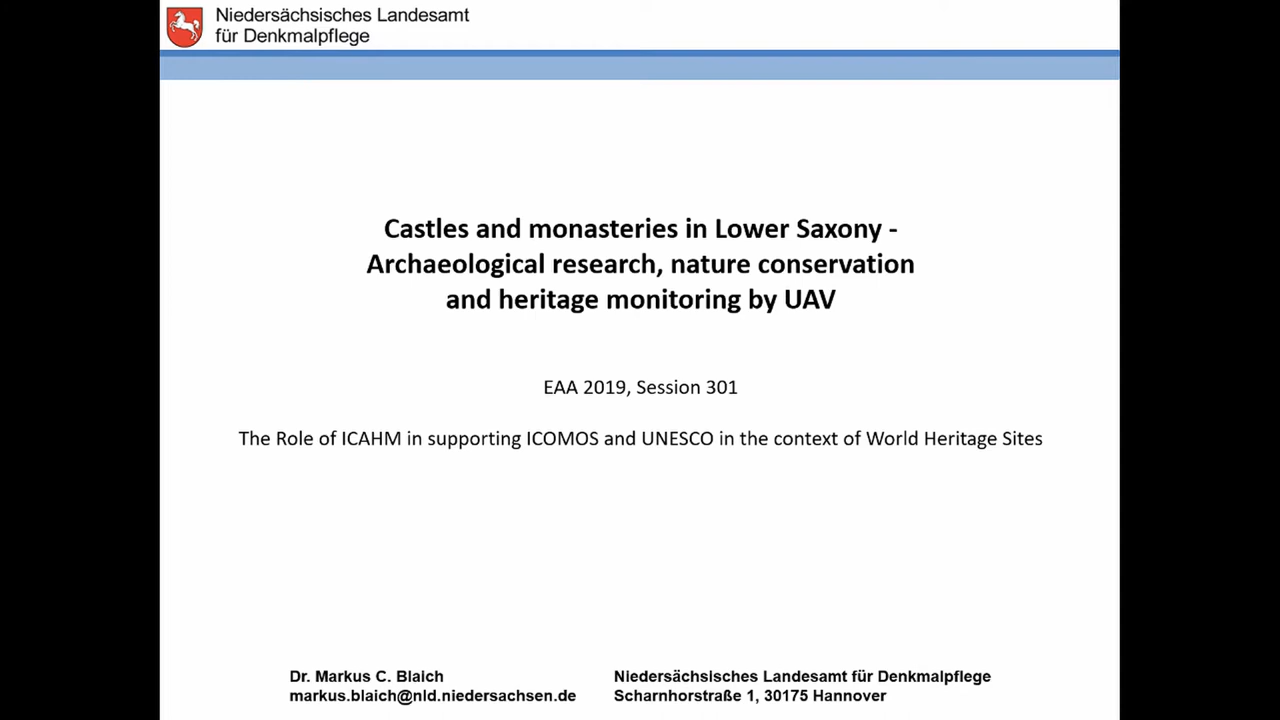 Niedersächsisches Landesamt
für Denkmalpflege
Castles and monasteries in Lower Saxony -
Archaeological research, nature conservation
and heritage monitoring by UAV
EAA 2019, Session 301
The Role of ICAHM in supporting ICOMOS and UNESCO in the context of World Heritage Sites
Dr. Markus C. Blaich
markus.blaich@nld.niedersachsen.de
Niedersächsisches Landesamt für Denkmalpflege
Scharnhorstraße 1, 30175 Hannover